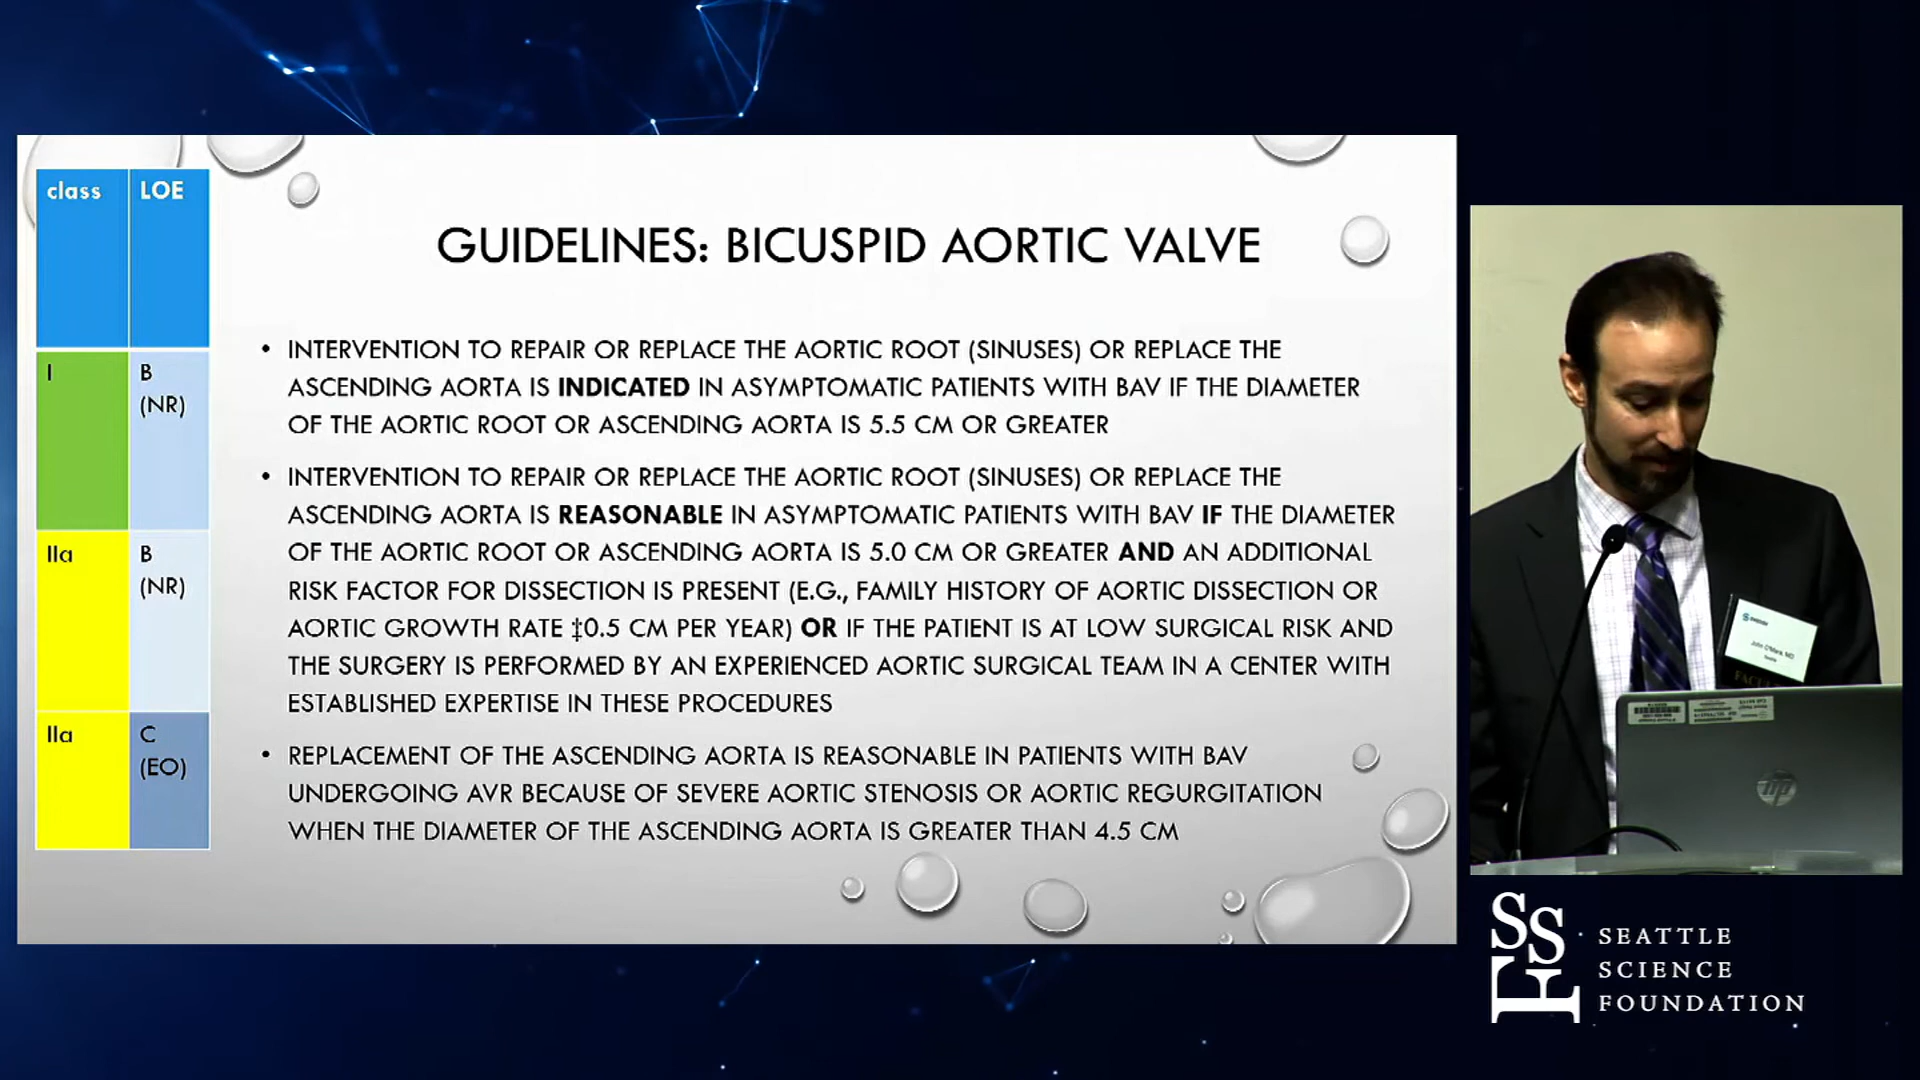 class LOE
GUIDELINES: BICUSPID AORTIC VALVE
I B
(NR)
• INTERVENTION TO REPAIR OR REPLACE THE AORTIC ROOT (SINUSES) OR REPLACE THE
ASCENDING AORTA IS INDICATED IN ASYMPTOMATIC PATIENTS WITH BAV IF THE DIAMETER
OF THE AORTIC ROOT OR ASCENDING AORTA IS 5.5 CM OR GREATER
IIa B
(NR)
• INTERVENTION TO REPAIR OR REPLACE THE AORTIC ROOT (SINUSES) OR REPLACE THE
ASCENDING AORTA IS REASONABLE IN ASYMPTOMATIC PATIENTS WITH BAV IF THE DIAMETER
OF THE AORTIC ROOT OR ASCENDING AORTA IS 5.0 CM OR GREATER AND AN ADDITIONAL
RISK FACTOR FOR DISSECTION IS PRESENT (E.G., FAMILY HISTORY OF AORTIC DISSECTION OR
AORTIC GROWTH RATE ‡0.5 CM PER YEAR) OR IF THE PATIENT IS AT LOW SURGICAL RISK AND
THE SURGERY IS PERFORMED BY AN EXPERIENCED AORTIC SURGICAL TEAM IN A CENTER WITH
ESTABLISHED EXPERTISE IN THESE PROCEDURES
IIa C
(EO)
• REPLACEMENT OF THE ASCENDING AORTA IS REASONABLE IN PATIENTS WITH BAV
UNDERGOING AVR BECAUSE OF SEVERE AORTIC STENOSIS OR AORTIC REGURGITATION
WHEN THE DIAMETER OF THE ASCENDING AORTA IS GREATER THAN 4.5 CM
John O'Mara, MD
Seattle
hp
SSF
SEATTLE
SCIENCE
FOUNDATION